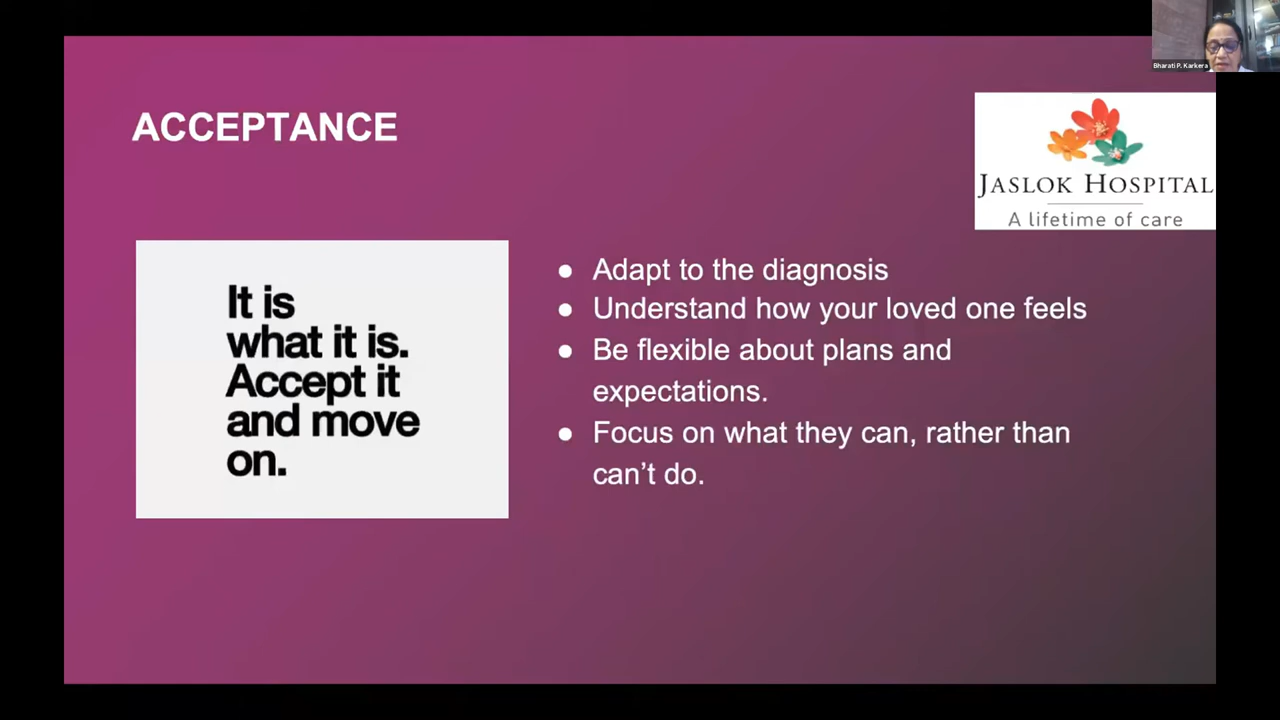 Bharati P. Karkera
ACCEPTANCE
JASLOK HOSPITAL
A lifetime of care
It is
what it is.
Accept it
and move
on.
● Adapt to the diagnosis
● Understand how your loved one feels
● Be flexible about plans and
expectations.
● Focus on what they can, rather than
can’t do.